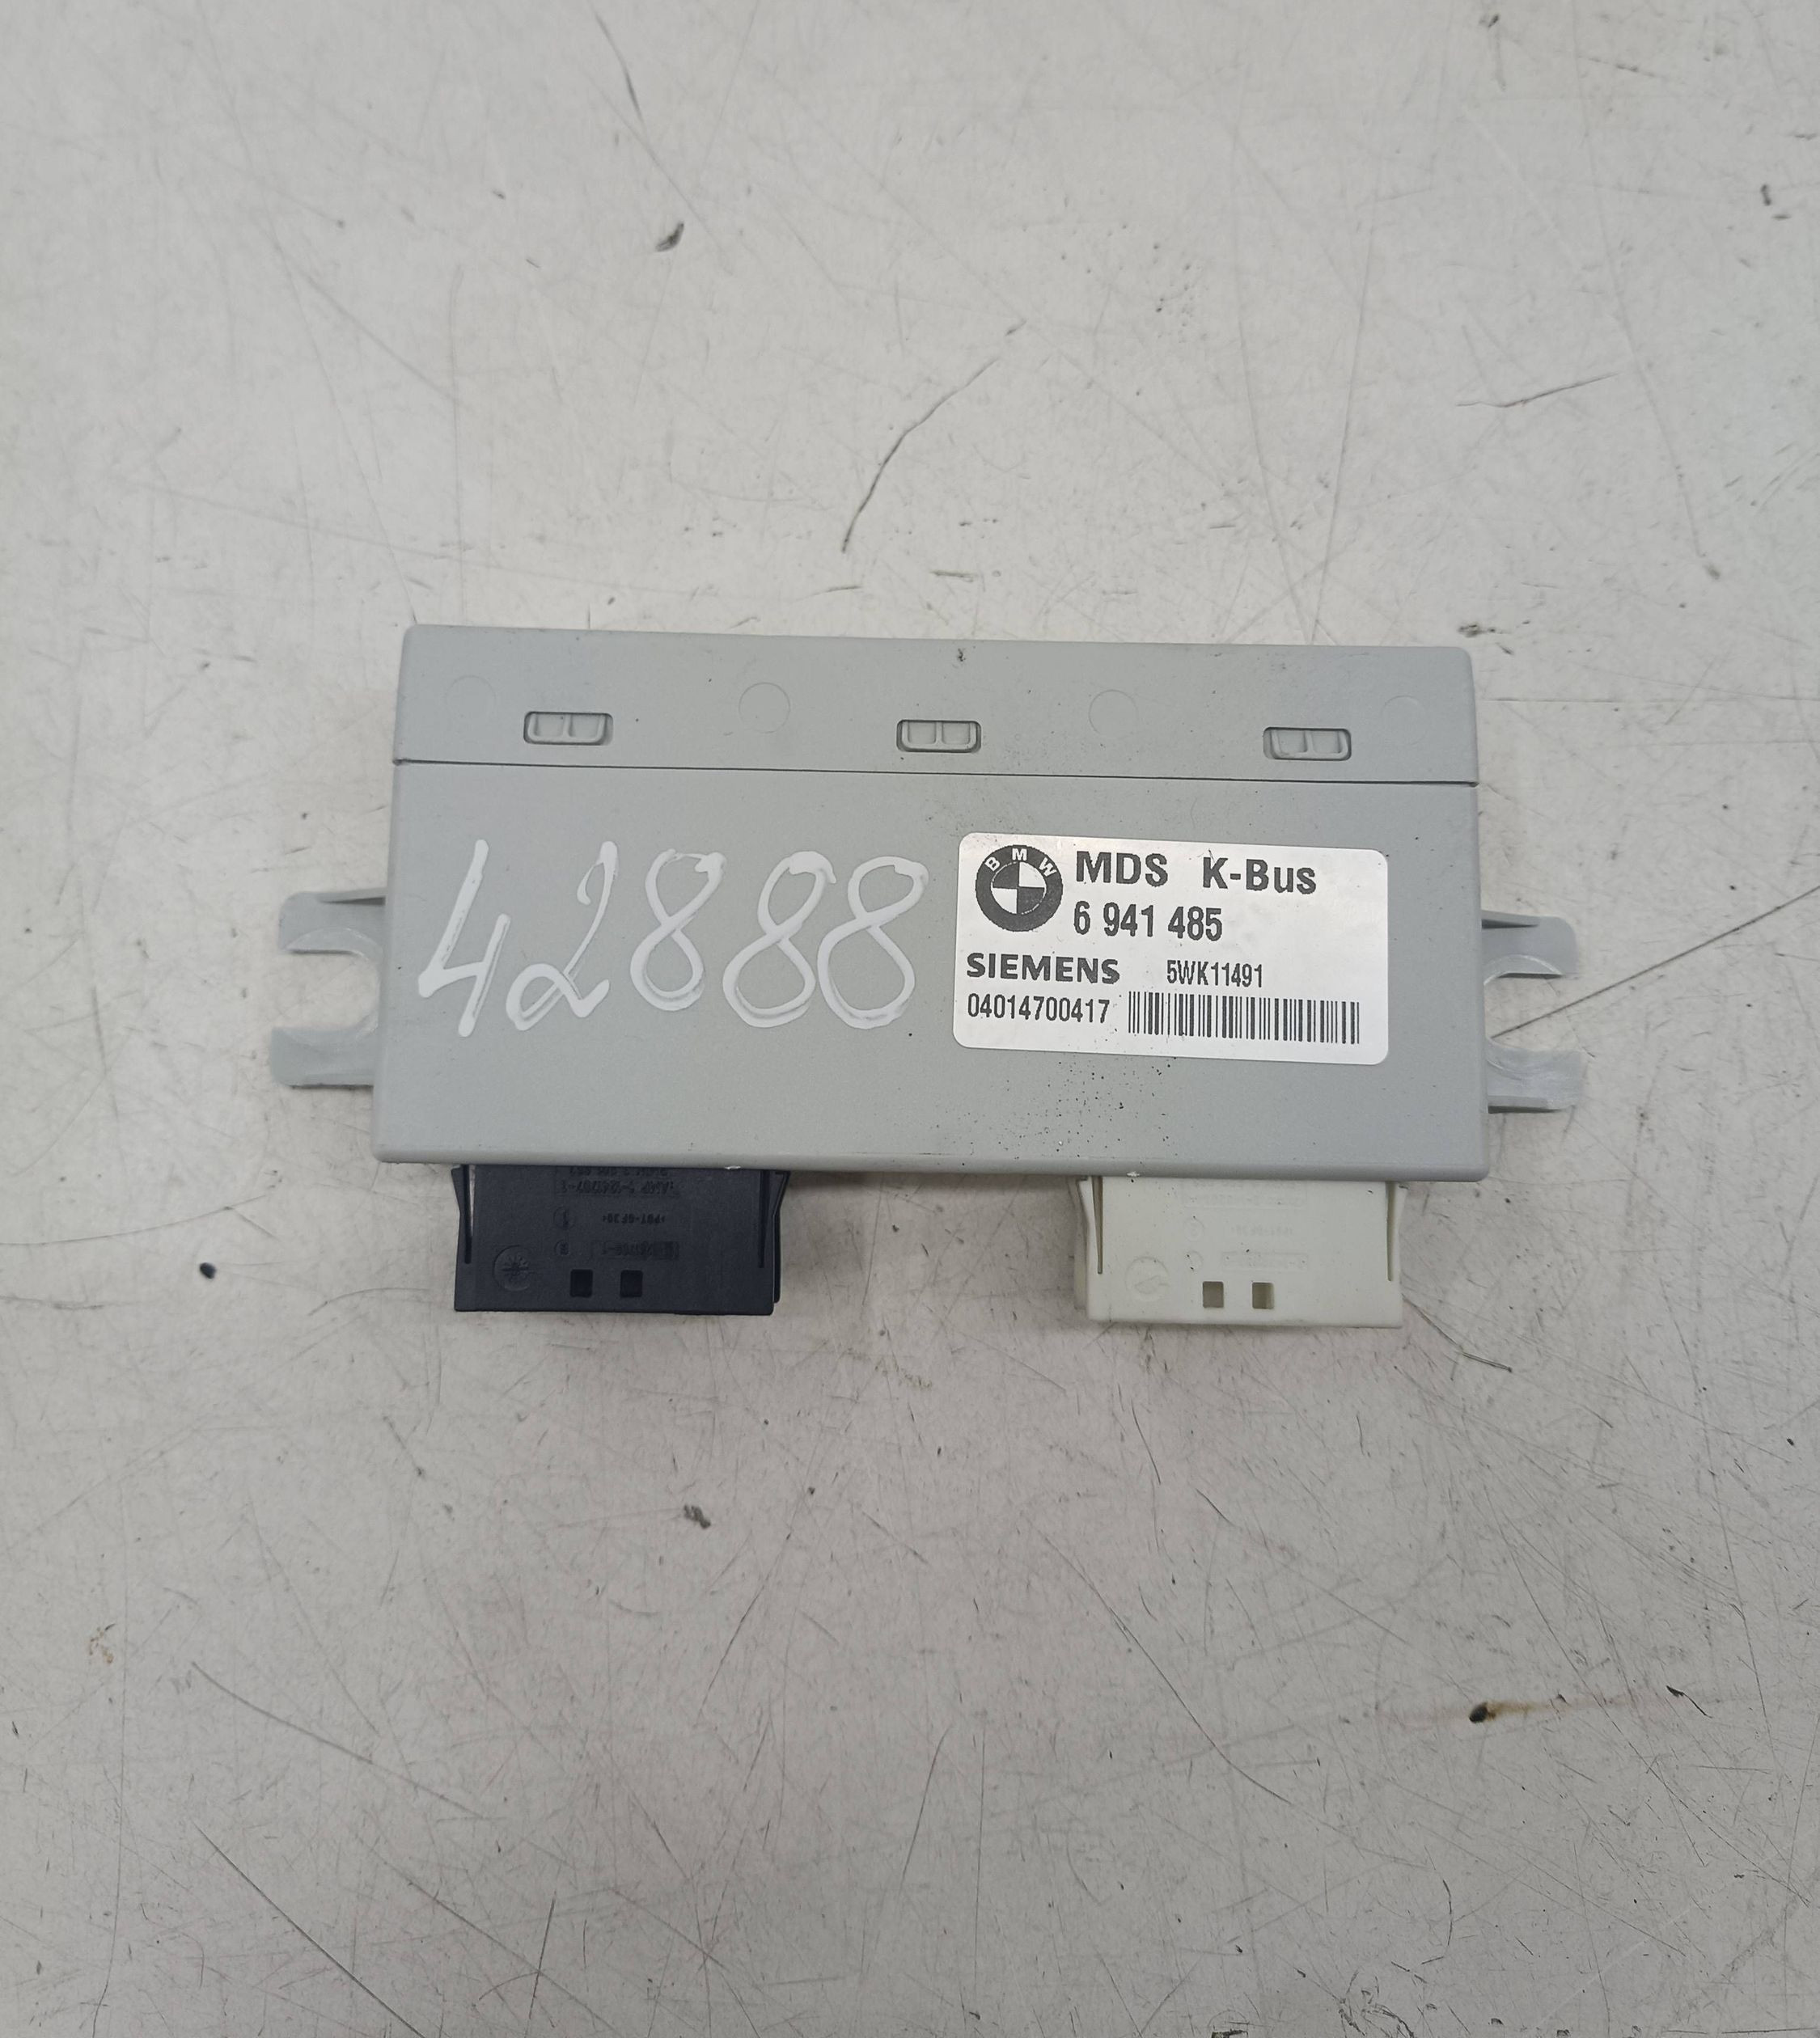 42888
BMW
MDS K-Bus
6 941 485
SIEMENS 5WK11491
04014700417